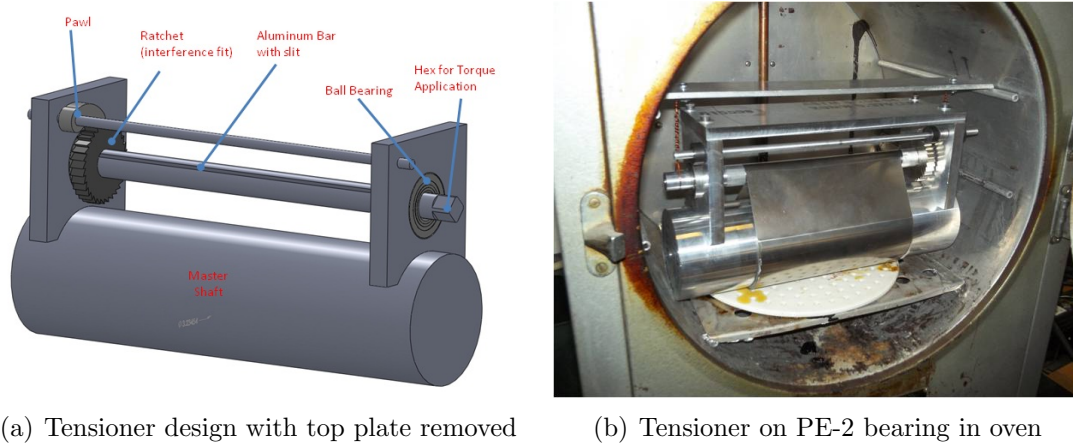 Pawl
Ratchet
(interference fit)
Aluminum Bar
with slit
Ball Bearing
Hex for Torque
Application
Master
Shaft
(a) Tensioner design with top plate removed
(b) Tensioner on PE-2 bearing in oven